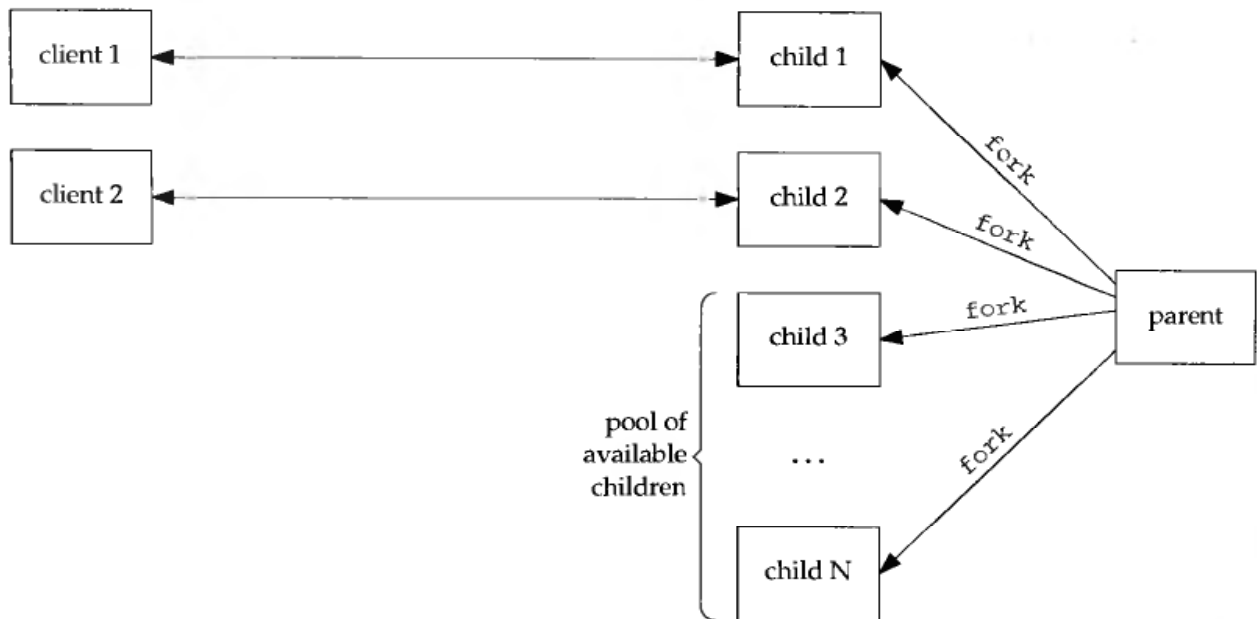 client 1
child 1
fork
client 2
child 2
fork
child 3
fork
parent
pool of
available
children
...
fork
child N